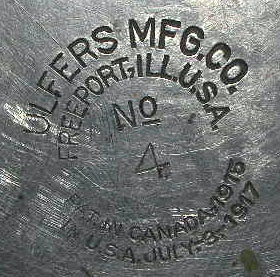 ULFERS MFG.CO.
FREEPORT, ILL.U.S.A.
No
4
PAT. IN CANADA-1915
IN U.S.A. JULY-3-1917